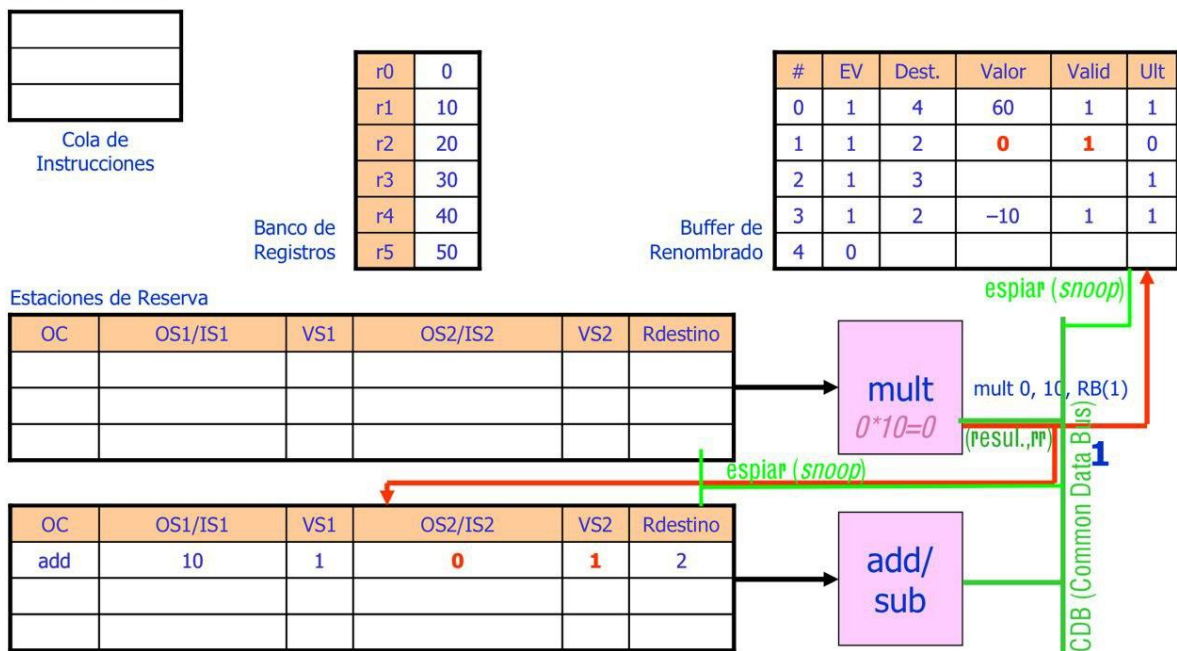 Cola de
Instrucciones
r0 0
r1 10
r2 20
r3 30
r4 40
r5 50
Banco de
Registros
# EV Dest. Valor Valid Ult
0 1 4 60 1 1
1 1 2 0 1 0
2 1 3 1
3 1 2 –10 1 1
4 0
Buffer de
Renombrado
espiar (snoop)
Estaciones de Reserva
OC OS1/IS1 VS1 OS2/IS2 VS2 Rdestino
mult
0*10=0
mult 0, 10, RB(1)
(resul.,rr)
1
espiar (snoop)
CDB (Common Data Bus)
OC OS1/IS1 VS1 OS2/IS2 VS2 Rdestino
add 10 1 0 1 2
add/
sub